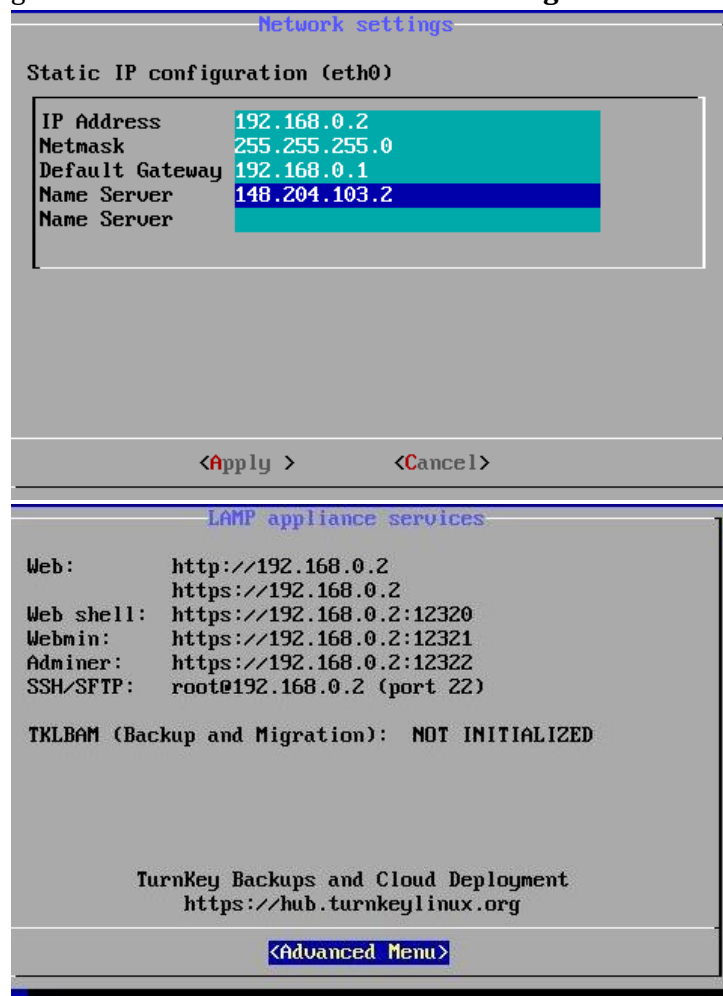 Network settings
Static IP configuration (eth0)
IP Address 192.168.0.2
Netmask 255.255.255.0
Default Gateway 192.168.0.1
Name Server 148.204.103.2
Name Server
<Apply > <Cancel>
LAMP appliance services
Web: http://192.168.0.2
https://192.168.0.2
Web shell: https://192.168.0.2:12320
Webmin: https://192.168.0.2:12321
Adminer: https://192.168.0.2:12322
SSH/SFTP: root@192.168.0.2 (port 22)
TKLBAM (Backup and Migration): NOT INITIALIZED
TurnKey Backups and Cloud Deployment
https://hub.turnkeylinux.org
<Advanced Menu>